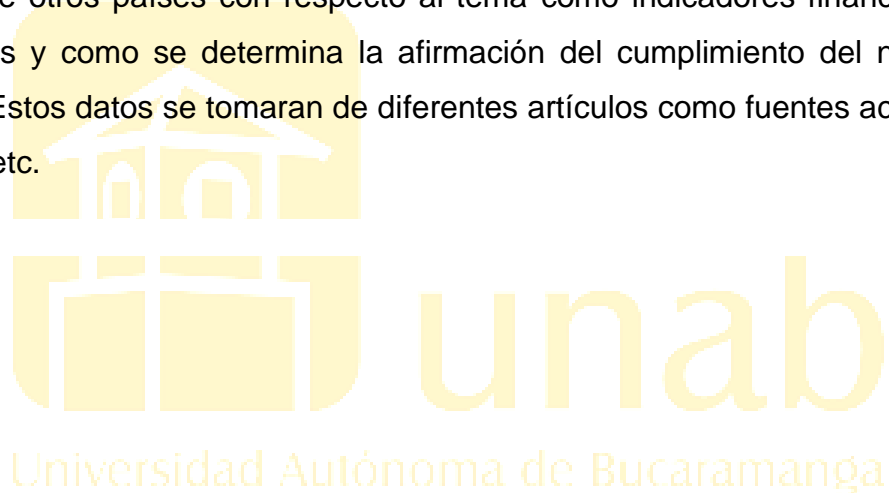 e otros países con respecto al tema como indicadores financ
s y como se determina la afirmación del cumplimiento del
Estos datos se tomaran de diferentes artículos como fuentes
etc.
unab
Universidad Autónoma de Bucaramanga